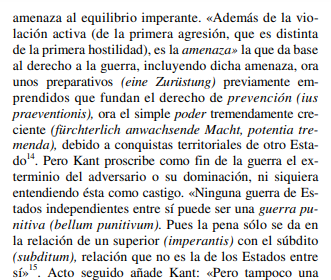 amenaza al equilibrio imperante. «Además de la vio-
lación activa (de la primera agresión, que es distinta
de la primera hostilidad), es la amenaza» la que da base
al derecho a la guerra, incluyendo dicha amenaza, ora
unos preparativos (eine Zurüstung) previamente em-
prendidos que fundan el derecho de prevención (ius
praeventionis), ora el simple poder tremendamente cre-
ciente (fürchterlich anwachsende Macht, potentia tre-
menda), debido a conquistas territoriales de otro Esta-
do14. Pero Kant proscribe como fin de la guerra el ex-
terminio del adversario o su dominación, ni siquiera
entendiendo ésta como castigo. «Ninguna guerra de Es-
tados independientes entre sí puede ser una guerra pu-
nitiva (bellum punitivum). Pues la pena sólo se da en
la relación de un superior (imperantis) con el súbdito
(subditum), relación que no es la de los Estados entre
sí»15. Acto seguido añade Kant: «Pero tampoco una